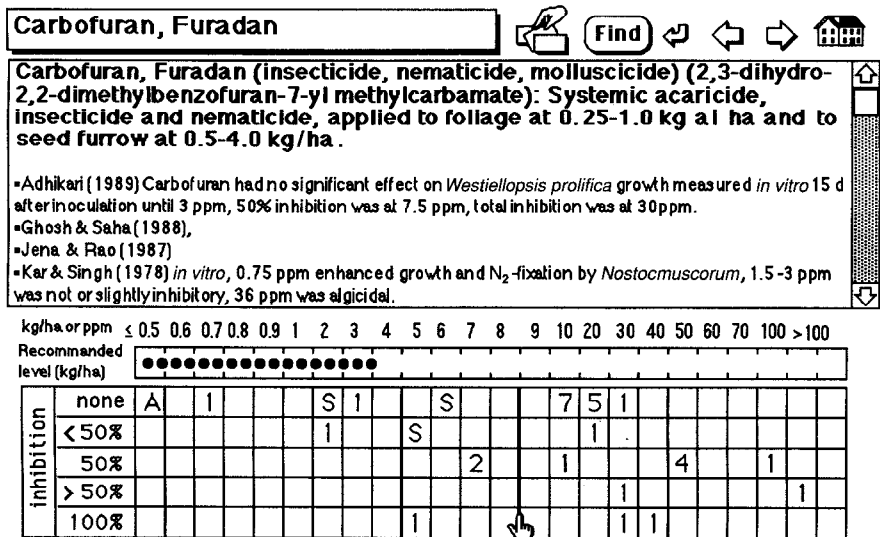 Carbofuran, Furadan
Find
Carbofuran, Furadan (insecticide, nematicide, molluscicide) (2,3-dihydro-
2,2-dimethylbenzofuran-7-yl methylcarbamate): Systemic acaricide,
insecticide and nematicide, applied to foliage at 0.25-1.0 kg ai ha and to
seed furrow at 0.5-4.0 kg/ha.
▪Adhikari (1989) Carbofuran had no significant effect on Westiellopsis prolifica growth measured in vitro 15 d
after inoculation until 3 ppm, 50% inhibition was at 7.5 ppm, total inhibition was at 30ppm.
▪Ghosh & Saha (1988),
▪Jena & Rao (1987)
▪Kar & Singh (1978) in vitro, 0.75 ppm enhanced growth and N₂-fixation by Nostocmuscorum, 1.5 -3 ppm
was not or slightly inhibitory, 36 ppm was algicidal.
kg/ha or ppm ≤ 0.5 0.6 0.7 0.8 0.9 1 2 3 4 5 6 7 8 9 10 20 30 40 50 60 70 100 >100
Recommanded
level (kg/ha)
inhibition
none A 1 S 1 S 7 5 1
<50% 1 S 1
50% 2 1 4 1
>50% 1 1
100% 1 1 1